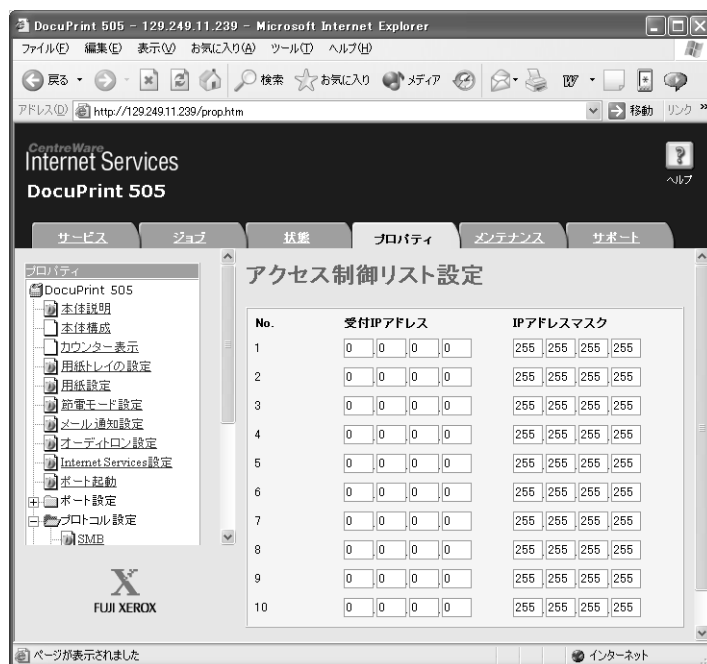 DocuPrint 505 - 129.249.11.239 - Microsoft Internet Explorer
ファイル(F) 編集(E) 表示(V) お気に入り(A) ツール(T) ヘルプ(H)
戻る 検索 お気に入り メディア
アドレス(D) http://129.249.11.239/prop.htm 移動 リンク »
CentreWare
Internet Services
DocuPrint 505
ヘルプ
サービス ジョブ 状態 プロパティ メンテナンス サポート
プロパティ
DocuPrint 505
本体説明
本体構成
カウンター表示
用紙トレイの設定
用紙設定
節電モード設定
メール通知設定
オーディトロン設定
Internet Services設定
ポート起動
ポート設定
プロトコル設定
SMB
X
FUJI XEROX
アクセス制御リスト設定
No. 受付IPアドレス IPアドレスマスク
1 0 .0 .0 .0 255 .255 .255 .255
2 0 .0 .0 .0 255 .255 .255 .255
3 0 .0 .0 .0 255 .255 .255 .255
4 0 .0 .0 .0 255 .255 .255 .255
5 0 .0 .0 .0 255 .255 .255 .255
6 0 .0 .0 .0 255 .255 .255 .255
7 0 .0 .0 .0 255 .255 .255 .255
8 0 .0 .0 .0 255 .255 .255 .255
9 0 .0 .0 .0 255 .255 .255 .255
10 0 .0 .0 .0 255 .255 .255 .255
ページが表示されました インターネット